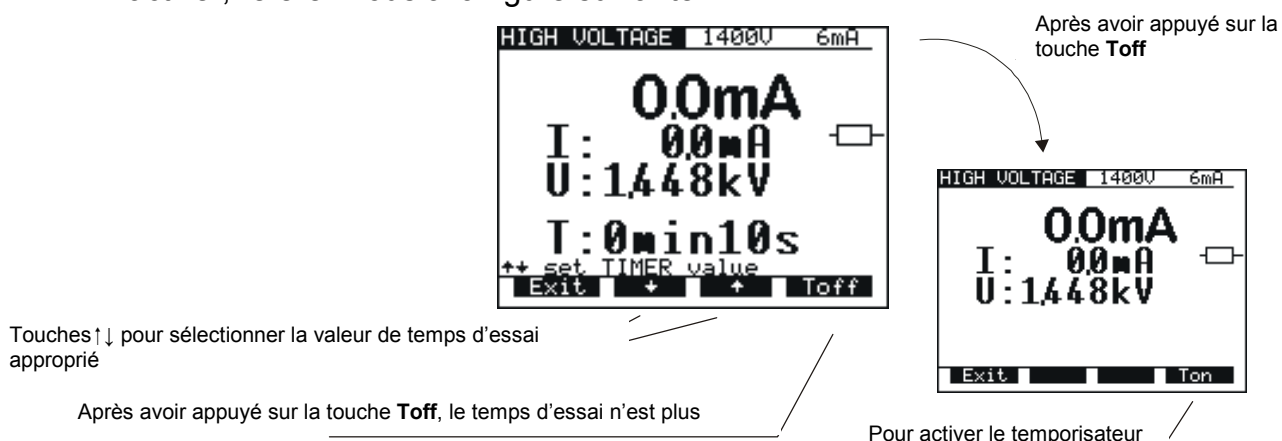 HIGH VOLTAGE 1400V 6mA
0.0mA
I: 0.0mA
U:1.448kV
T:0min10s
↑↓ set TIMER value
Exit ↓ ↑ Toff
Après avoir appuyé sur la
touche Toff
HIGH VOLTAGE 1400V 6mA
0.0mA
I: 0.0mA
U:1.448kV
Exit Ton
Touches↑↓ pour sélectionner la valeur de temps d'essai
approprié
Après avoir appuyé sur la touche Toff, le temps d'essai n'est plus
Pour activer le temporisateur